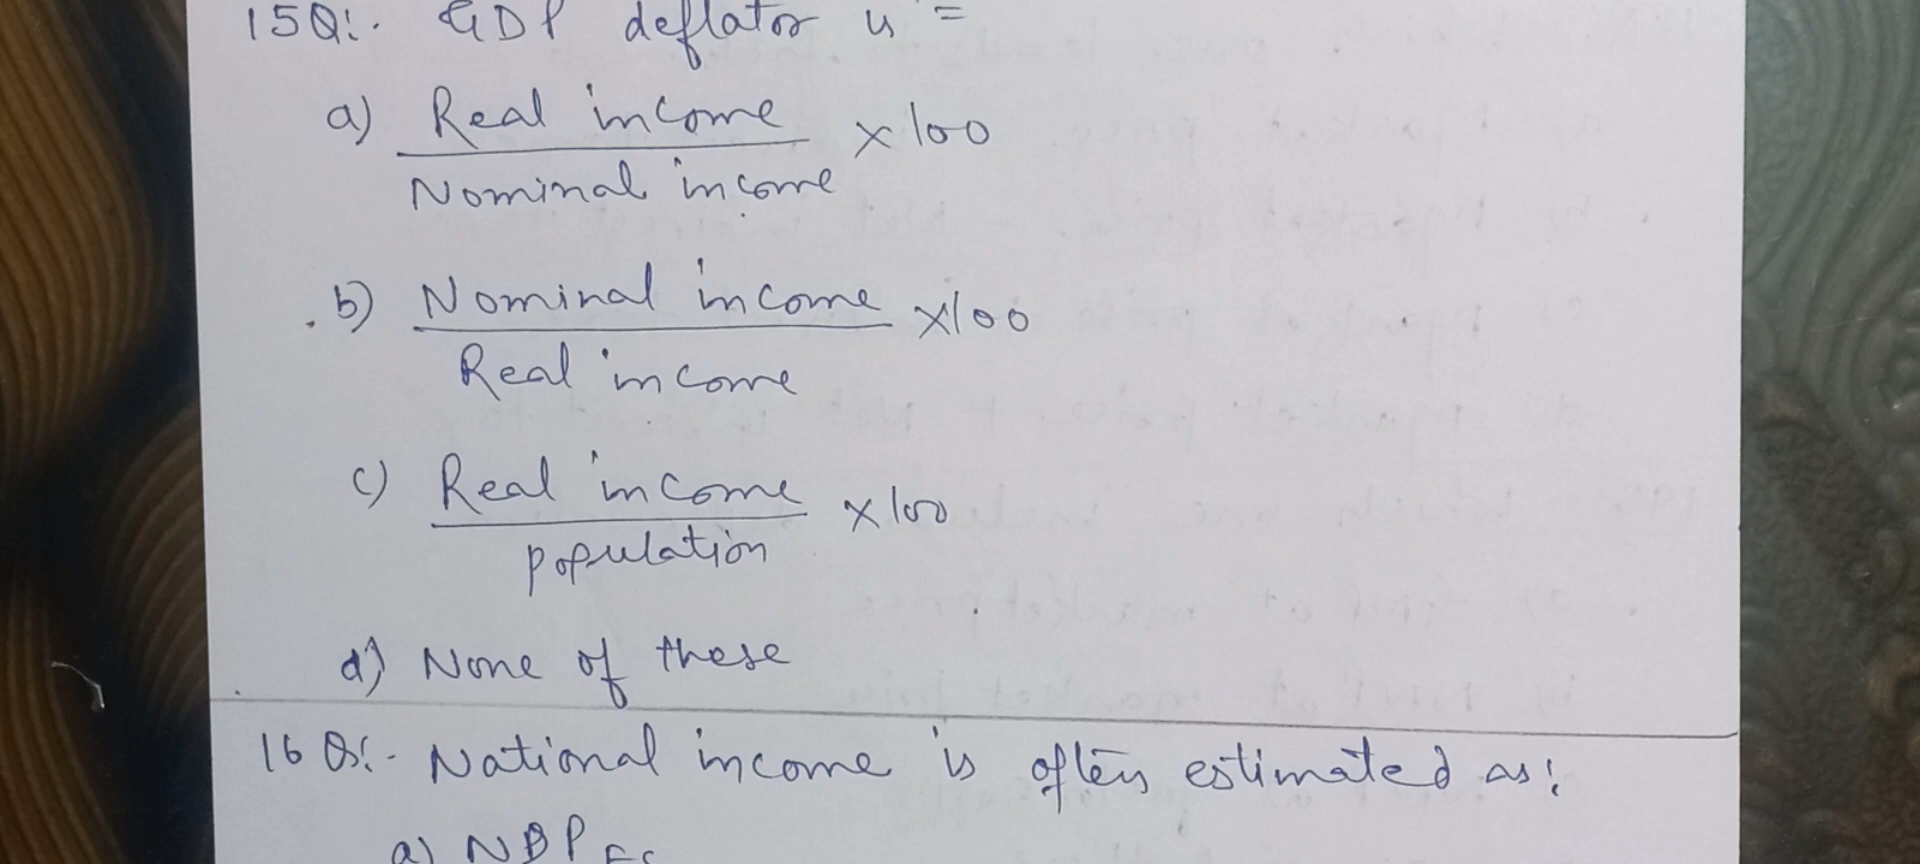 15Q:- GDP deflator is =
a) Real income / Nominal income × 100
b) Nominal income / Real income × 100
c) Real income / population × 100
d) None of these
16 Q:- National income is often estimated as:
a) NDP